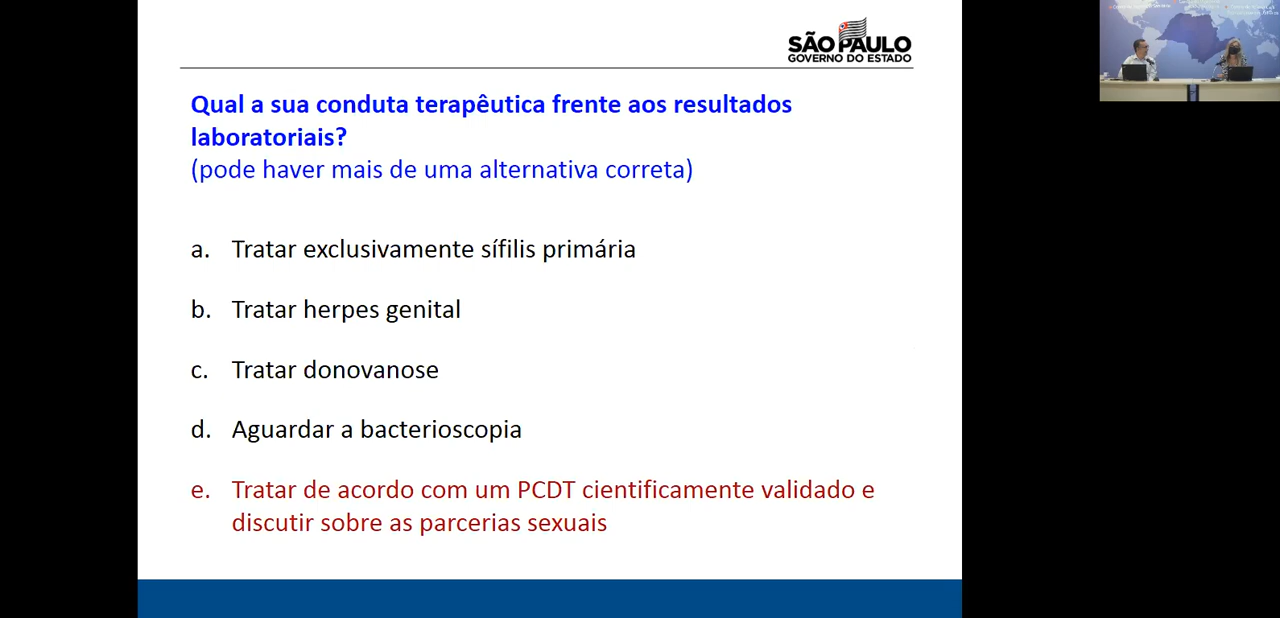 SÃO PAULO
GOVERNO DO ESTADO
Qual a sua conduta terapêutica frente aos resultados
laboratoriais?
(pode haver mais de uma alternativa correta)
a. Tratar exclusivamente sífilis primária
b. Tratar herpes genital
c. Tratar donovanose
d. Aguardar a bacterioscopia
e. Tratar de acordo com um PCDT cientificamente validado e
discutir sobre as parcerias sexuais